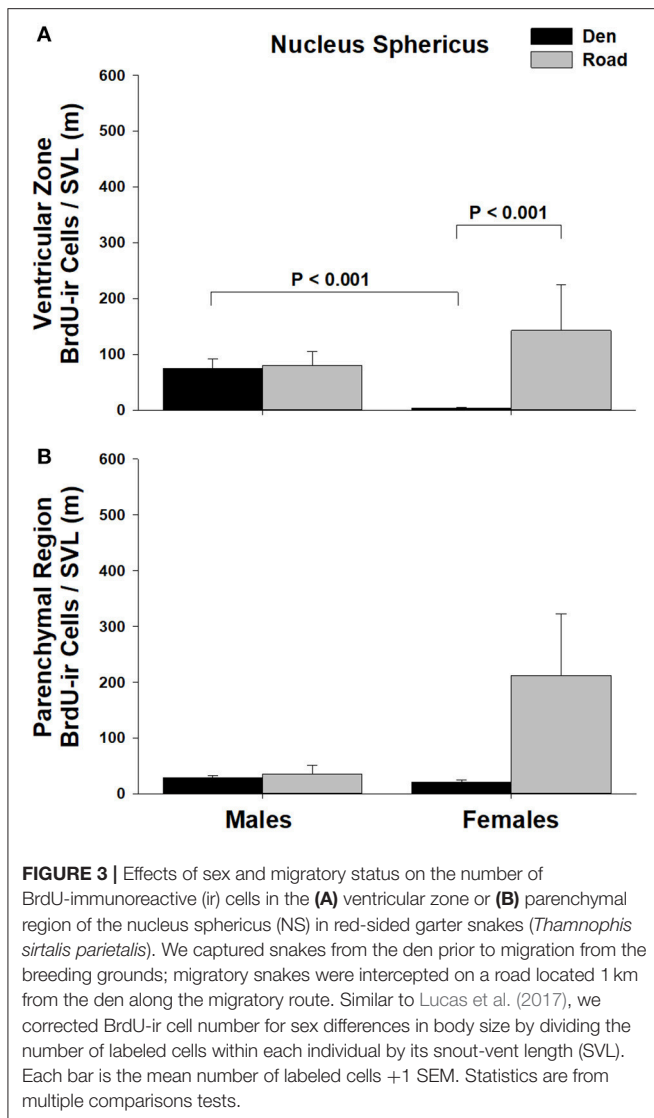 A
Nucleus Sphericus
Den
Road
Ventricular Zone
BrdU-ir Cells / SVL (m)
600
500
400
300
200
100
0
P < 0.001
P < 0.001
B
Parenchymal Region
BrdU-ir Cells / SVL (m)
600
500
400
300
200
100
0
Males
Females
FIGURE 3 | Effects of sex and migratory status on the number of
BrdU-immunoreactive (ir) cells in the (A) ventricular zone or (B) parenchymal
region of the nucleus sphericus (NS) in red-sided garter snakes (Thamnophis
sirtalis parietalis). We captured snakes from the den prior to migration from the
breeding grounds; migratory snakes were intercepted on a road located 1 km
from the den along the migratory route. Similar to Lucas et al. (2017), we
corrected BrdU-ir cell number for sex differences in body size by dividing the
number of labeled cells within each individual by its snout-vent length (SVL).
Each bar is the mean number of labeled cells +1 SEM. Statistics are from
multiple comparisons tests.